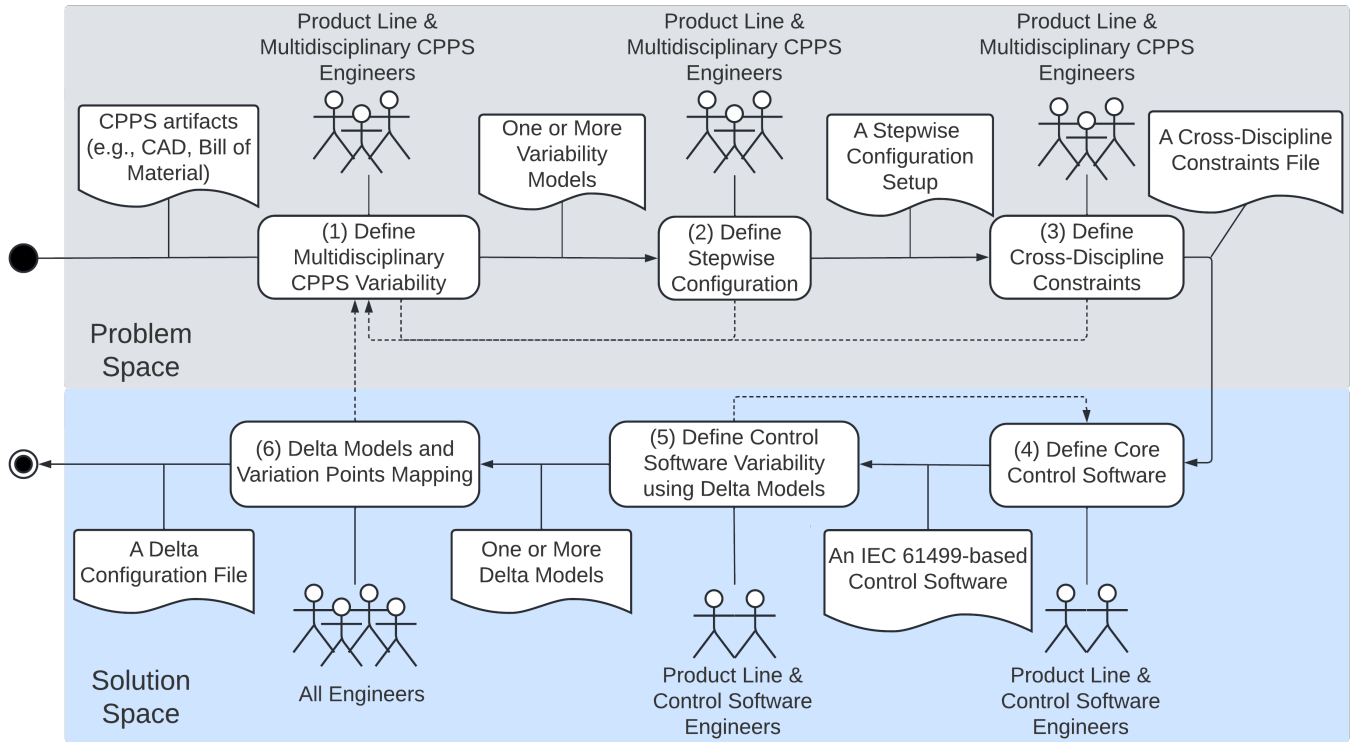 Product Line &
Multidisciplinary CPPS
Engineers
Product Line &
Multidisciplinary CPPS
Engineers
Product Line &
Multidisciplinary CPPS
Engineers
CPPS artifacts
(e.g., CAD, Bill of
Material)
One or More
Variability
Models
A Stepwise
Configuration
Setup
A Cross-Discipline
Constraints File
(1) Define
Multidisciplinary
CPPS Variability
(2) Define
Stepwise
Configuration
(3) Define
Cross-Discipline
Constraints
Problem
Space
(6) Delta Models and
Variation Points Mapping
(5) Define Control
Software Variability
using Delta Models
(4) Define Core
Control Software
A Delta
Configuration File
One or More
Delta Models
An IEC 61499-based
Control Software
Solution
Space
All Engineers
Product Line &
Control Software
Engineers
Product Line &
Control Software
Engineers